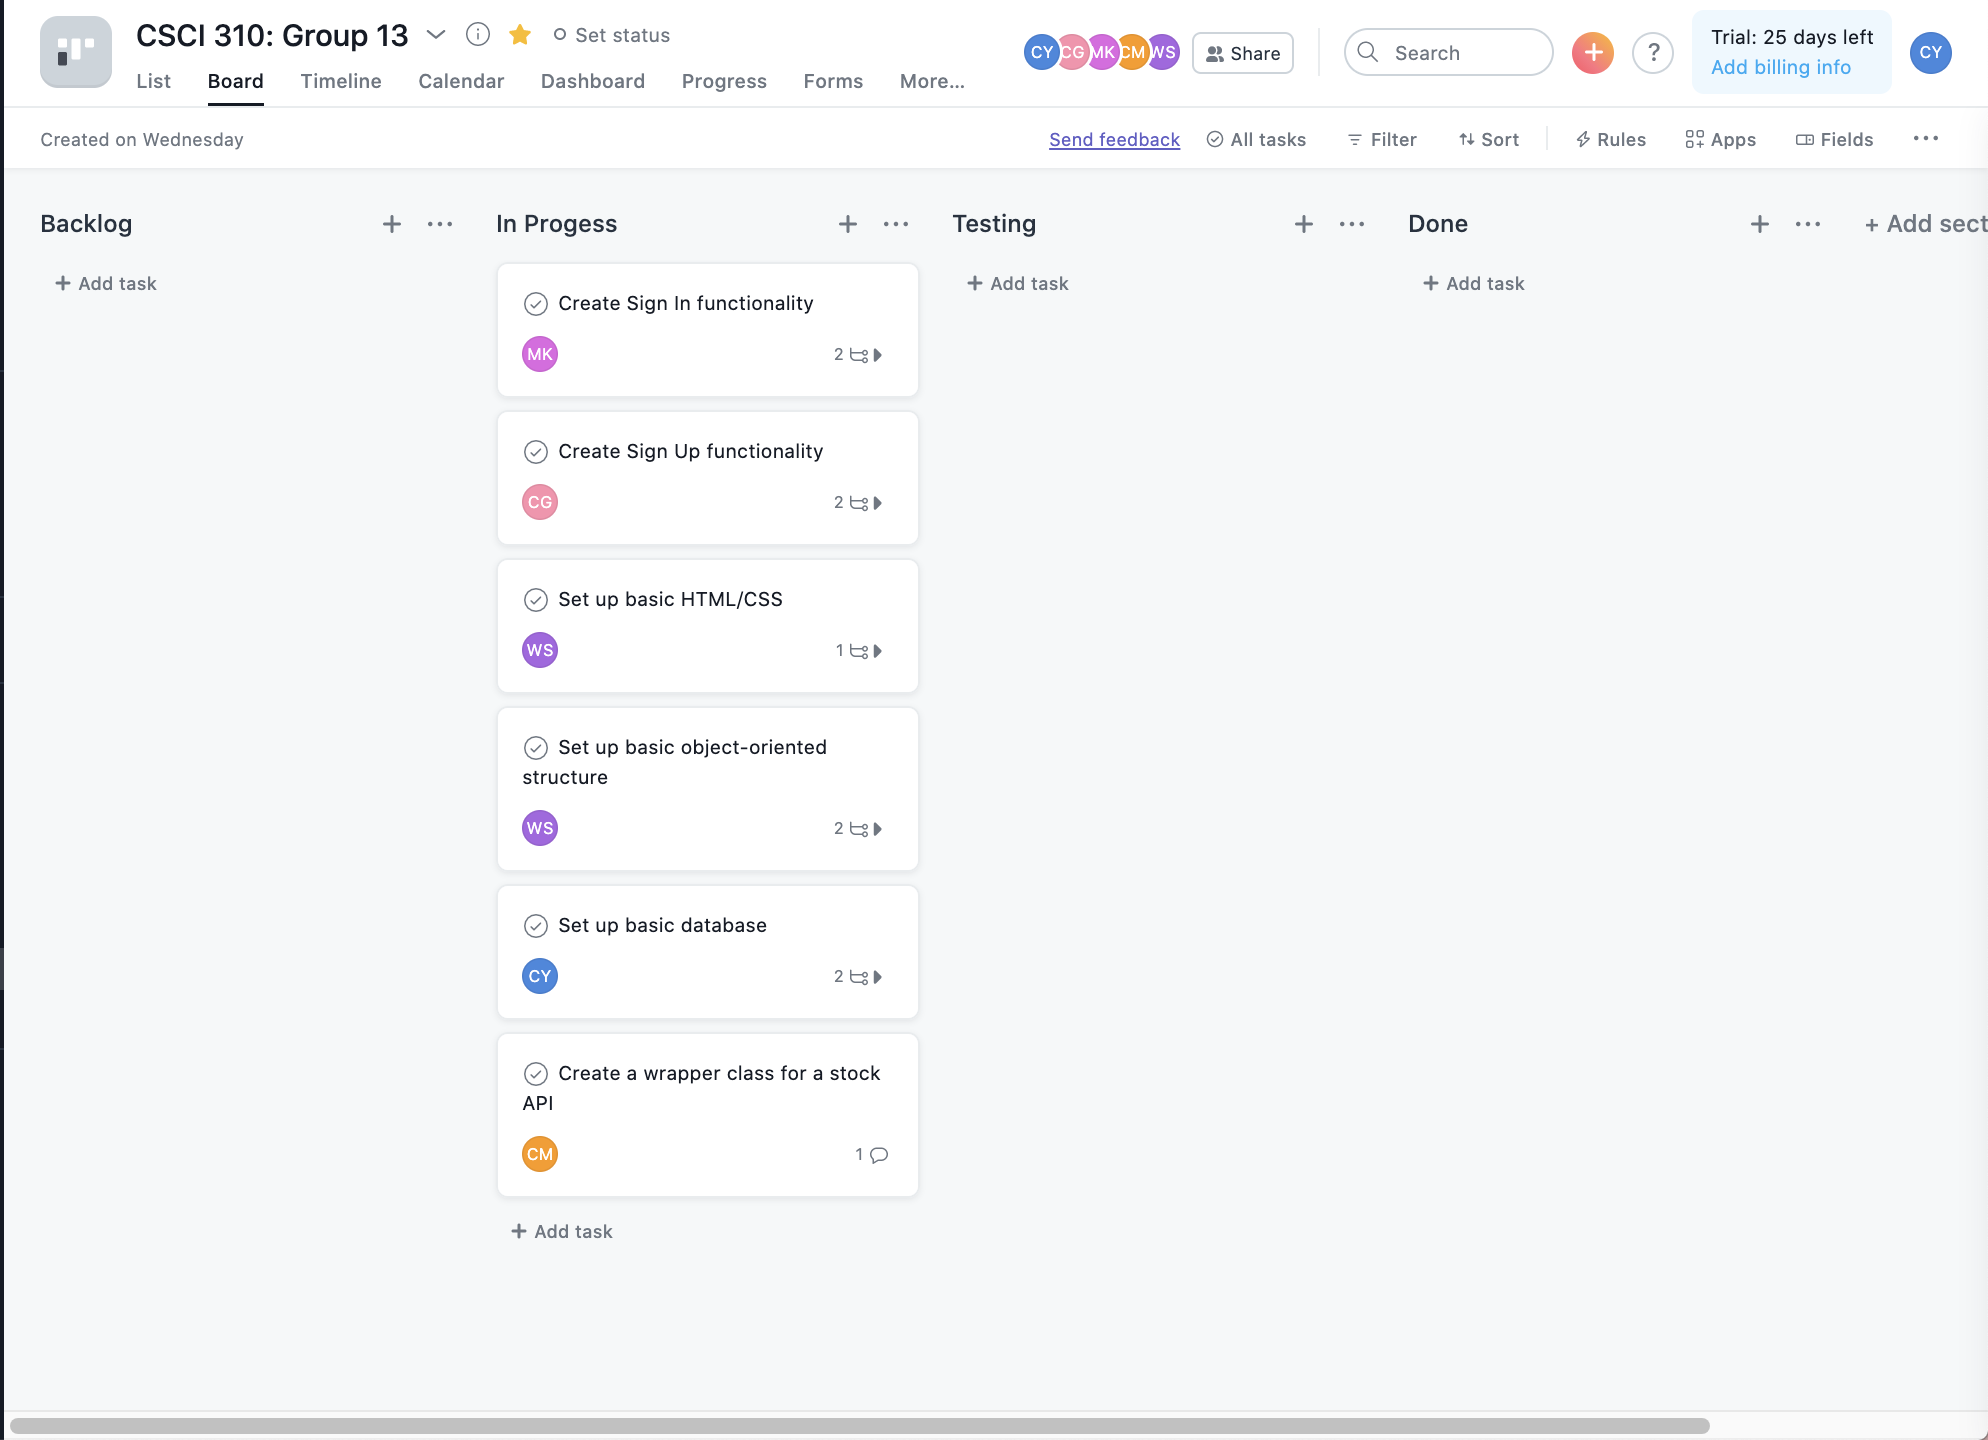 CSCI 310: Group 13
Set status
List Board Timeline Calendar Dashboard Progress Forms More...
CY CG MK CM WS Share
Search
+ ?
Trial: 25 days left
Add billing info
CY
Created on Wednesday
Send feedback All tasks Filter Sort Rules Apps Fields
Backlog
+ Add task
In Progess
Create Sign In functionality
MK 2
Create Sign Up functionality
CG 2
Set up basic HTML/CSS
WS 1
Set up basic object-oriented
structure
WS 2
Set up basic database
CY 2
Create a wrapper class for a stock
API
CM 1
+ Add task
Testing
+ Add task
Done
+ Add task
+ Add sect